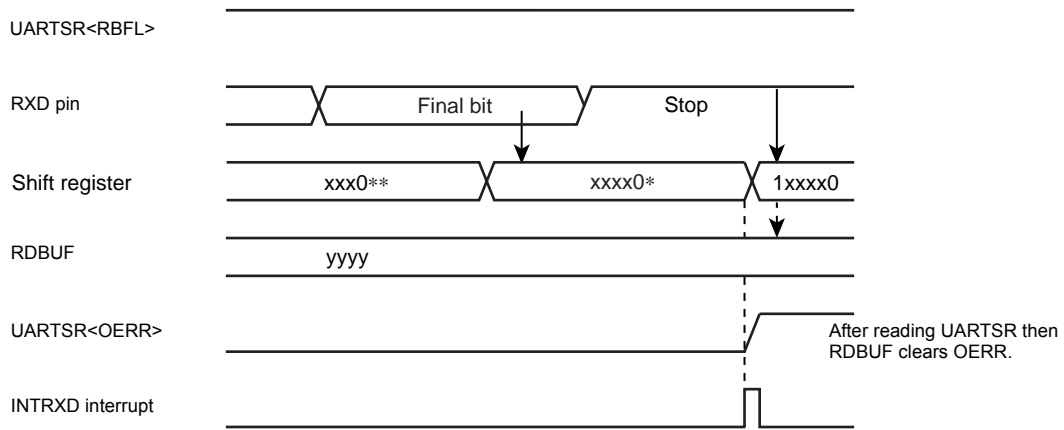 UARTSR<RBFL>
RXD pin
Final bit
Stop
Shift register
xxx0**
xxxx0*
1xxxx0
RDBUF
yyyy
UARTSR<OERR>
After reading UARTSR then
RDBUF clears OERR.
INTRXD interrupt